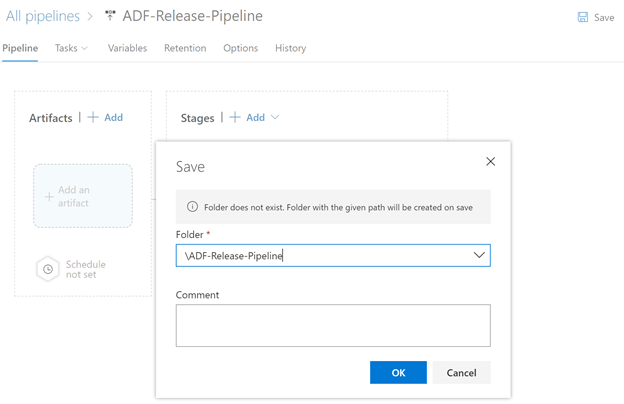 All pipelines > ADF-Release-Pipeline
Save
Pipeline Tasks Variables Retention Options History
Artifacts | + Add
Stages | + Add
+ Add an
artifact
Schedule
not set
Save
Folder does not exist. Folder with the given path will be created on save
Folder *
\ADF-Release-Pipeline
Comment
OK Cancel